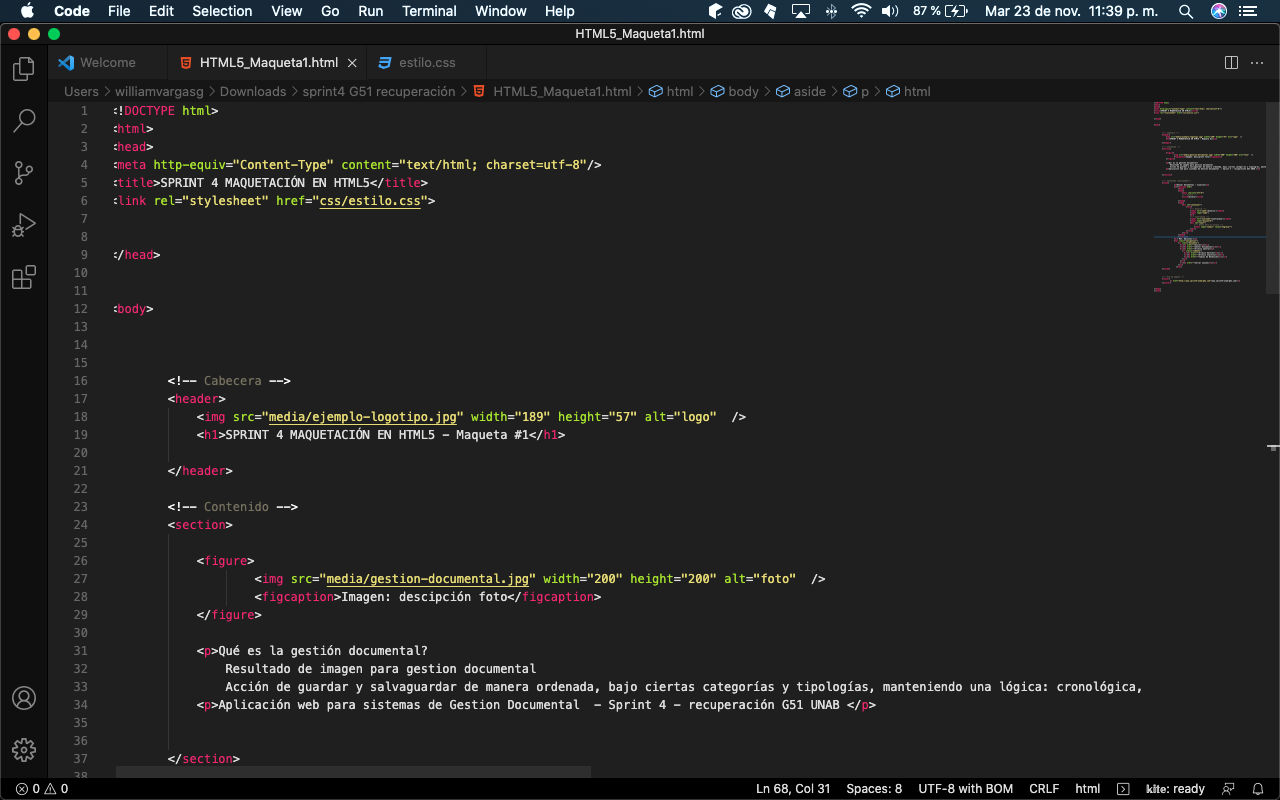 Code File Edit Selection View Go Run Terminal Window Help 87 % Mar 23 de nov. 11:39 p. m.
HTML5_Maqueta1.html
Welcome HTML5_Maqueta1.html estilo.css
Users > williamvargasg > Downloads > sprint4 G51 recuperación > HTML5_Maqueta1.html > html > body > aside > p > html
1 <!DOCTYPE html>
2 <html>
3 <head>
4 <meta http-equiv="Content-Type" content="text/html; charset=utf-8"/>
5 <title>SPRINT 4 MAQUETACIÓN EN HTML5</title>
6 <link rel="stylesheet" href="css/estilo.css">
7
8
9 </head>
10
11
12 <body>
13
14
15
16 <!-- Cabecera -->
17 <header>
18 <img src="media/ejemplo-logotipo.jpg" width="189" height="57" alt="logo" />
19 <h1>SPRINT 4 MAQUETACIÓN EN HTML5 - Maqueta #1</h1>
20
21 </header>
22
23 <!-- Contenido -->
24 <section>
25
26 <figure>
27 <img src="media/gestion-documental.jpg" width="200" height="200" alt="foto" />
28 <figcaption>Imagen: descipción foto</figcaption>
29 </figure>
30
31 <p>Qué es la gestión documental?
32 Resultado de imagen para gestion documental
33 Acción de guardar y salvaguardar de manera ordenada, bajo ciertas categorías y tipologías, manteniendo una lógica: cronológica,
34 <p>Aplicación web para sistemas de Gestion Documental - Sprint 4 - recuperación G51 UNAB </p>
35
36
37 </section>
38
0 0 Ln 68, Col 31 Spaces: 8 UTF-8 with BOM CRLF html kite: ready